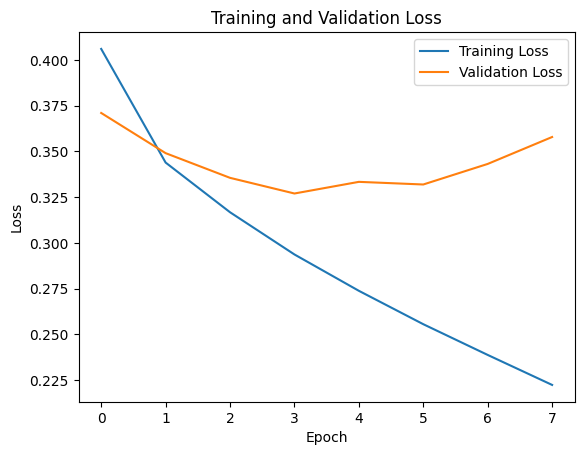 Training and Validation Loss
Training Loss
Validation Loss
0.400
0.375
0.350
0.325
0.300
0.275
0.250
0.225
Loss
0 1 2 3 4 5 6 7
Epoch